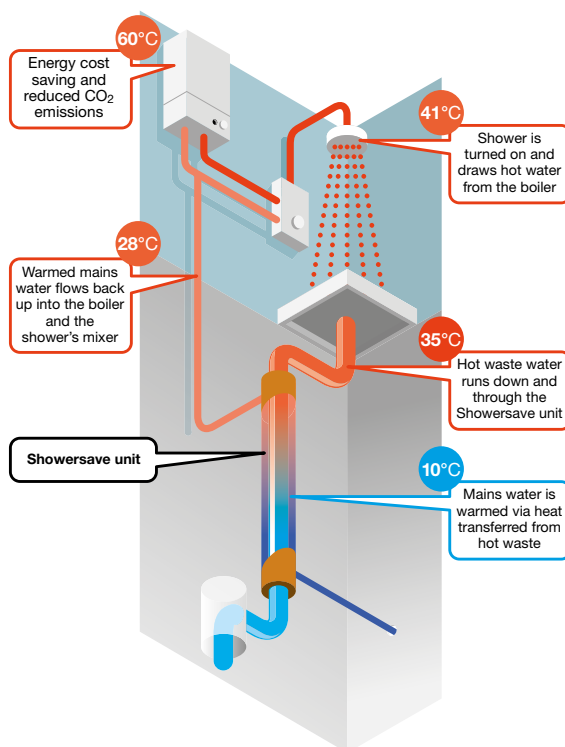 60°C
Energy cost
saving and
reduced CO₂
emissions
41°C
Shower is
turned on and
draws hot water
from the boiler
28°C
Warmed mains
water flows back
up into the boiler
and the
shower's mixer
35°C
Hot waste water
runs down and
through the
Showersave unit
Showersave unit
10°C
Mains water is
warmed via heat
transferred from
hot waste